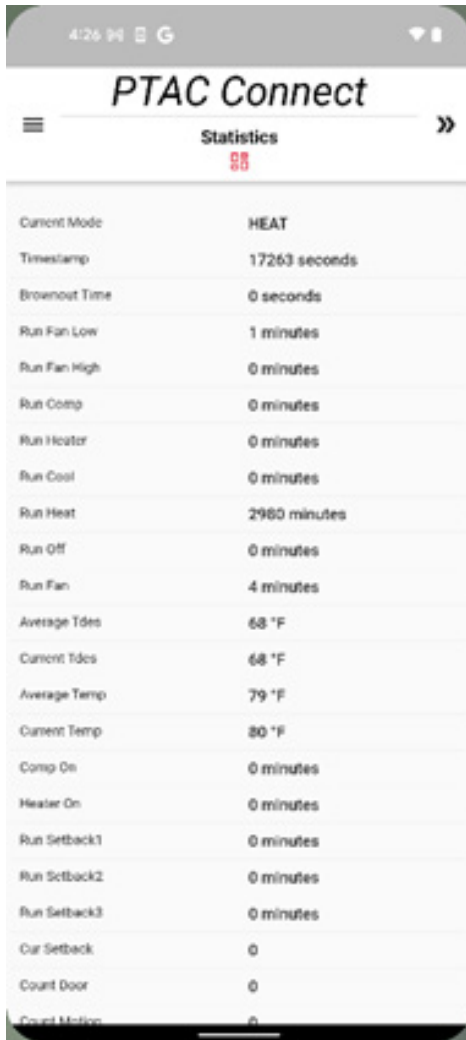 4:26 G
PTAC Connect
Statistics
Current Mode HEAT
Timestamp 17263 seconds
Brownout Time 0 seconds
Run Fan Low 1 minutes
Run Fan High 0 minutes
Run Comp 0 minutes
Run Heater 0 minutes
Run Cool 0 minutes
Run Heat 2980 minutes
Run Off 0 minutes
Run Fan 4 minutes
Average Tdes 68 °F
Current Tdes 68 °F
Average Temp 79 °F
Current Temp 80 °F
Comp On 0 minutes
Heater On 0 minutes
Run Setback1 0 minutes
Run Setback2 0 minutes
Run Setback3 0 minutes
Cur Setback 0
Count Door 0
Count Motion 0